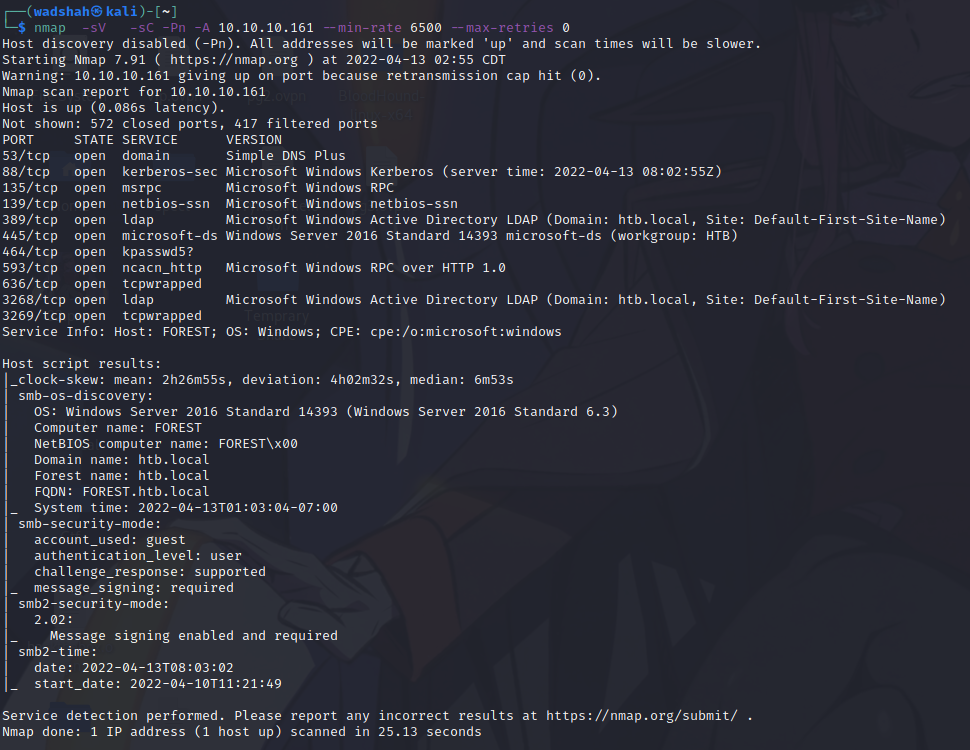 ┌──(wadshah㉿kali)-[~]
└─$ nmap  -sV   -sC -Pn -A 10.10.10.161 --min-rate 6500 --max-retries 0
Host discovery disabled (-Pn). All addresses will be marked 'up' and scan times will be slower.
Starting Nmap 7.91 ( https://nmap.org ) at 2022-04-13 02:55 CDT
Warning: 10.10.10.161 giving up on port because retransmission cap hit (0).
Nmap scan report for 10.10.10.161
Host is up (0.086s latency).
Not shown: 572 closed ports, 417 filtered ports
PORT     STATE SERVICE      VERSION
53/tcp   open  domain       Simple DNS Plus
88/tcp   open  kerberos-sec Microsoft Windows Kerberos (server time: 2022-04-13 08:02:55Z)
135/tcp  open  msrpc        Microsoft Windows RPC
139/tcp  open  netbios-ssn  Microsoft Windows netbios-ssn
389/tcp  open  ldap         Microsoft Windows Active Directory LDAP (Domain: htb.local, Site: Default-First-Site-Name)
445/tcp  open  microsoft-ds Windows Server 2016 Standard 14393 microsoft-ds (workgroup: HTB)
464/tcp  open  kpasswd5?
593/tcp  open  ncacn_http   Microsoft Windows RPC over HTTP 1.0
636/tcp  open  tcpwrapped
3268/tcp open  ldap         Microsoft Windows Active Directory LDAP (Domain: htb.local, Site: Default-First-Site-Name)
3269/tcp open  tcpwrapped
Service Info: Host: FOREST; OS: Windows; CPE: cpe:/o:microsoft:windows

Host script results:
|_clock-skew: mean: 2h26m55s, deviation: 4h02m32s, median: 6m53s
| smb-os-discovery:
|   OS: Windows Server 2016 Standard 14393 (Windows Server 2016 Standard 6.3)
|   Computer name: FOREST
|   NetBIOS computer name: FOREST\x00
|   Domain name: htb.local
|   Forest name: htb.local
|   FQDN: FOREST.htb.local
|_  System time: 2022-04-13T01:03:04-07:00
| smb-security-mode:
|   account_used: guest
|   authentication_level: user
|   challenge_response: supported
|_  message_signing: required
| smb2-security-mode:
|   2.02:
|_    Message signing enabled and required
| smb2-time:
|   date: 2022-04-13T08:03:02
|_  start_date: 2022-04-10T11:21:49

Service detection performed. Please report any incorrect results at https://nmap.org/submit/ .
Nmap done: 1 IP address (1 host up) scanned in 25.13 seconds